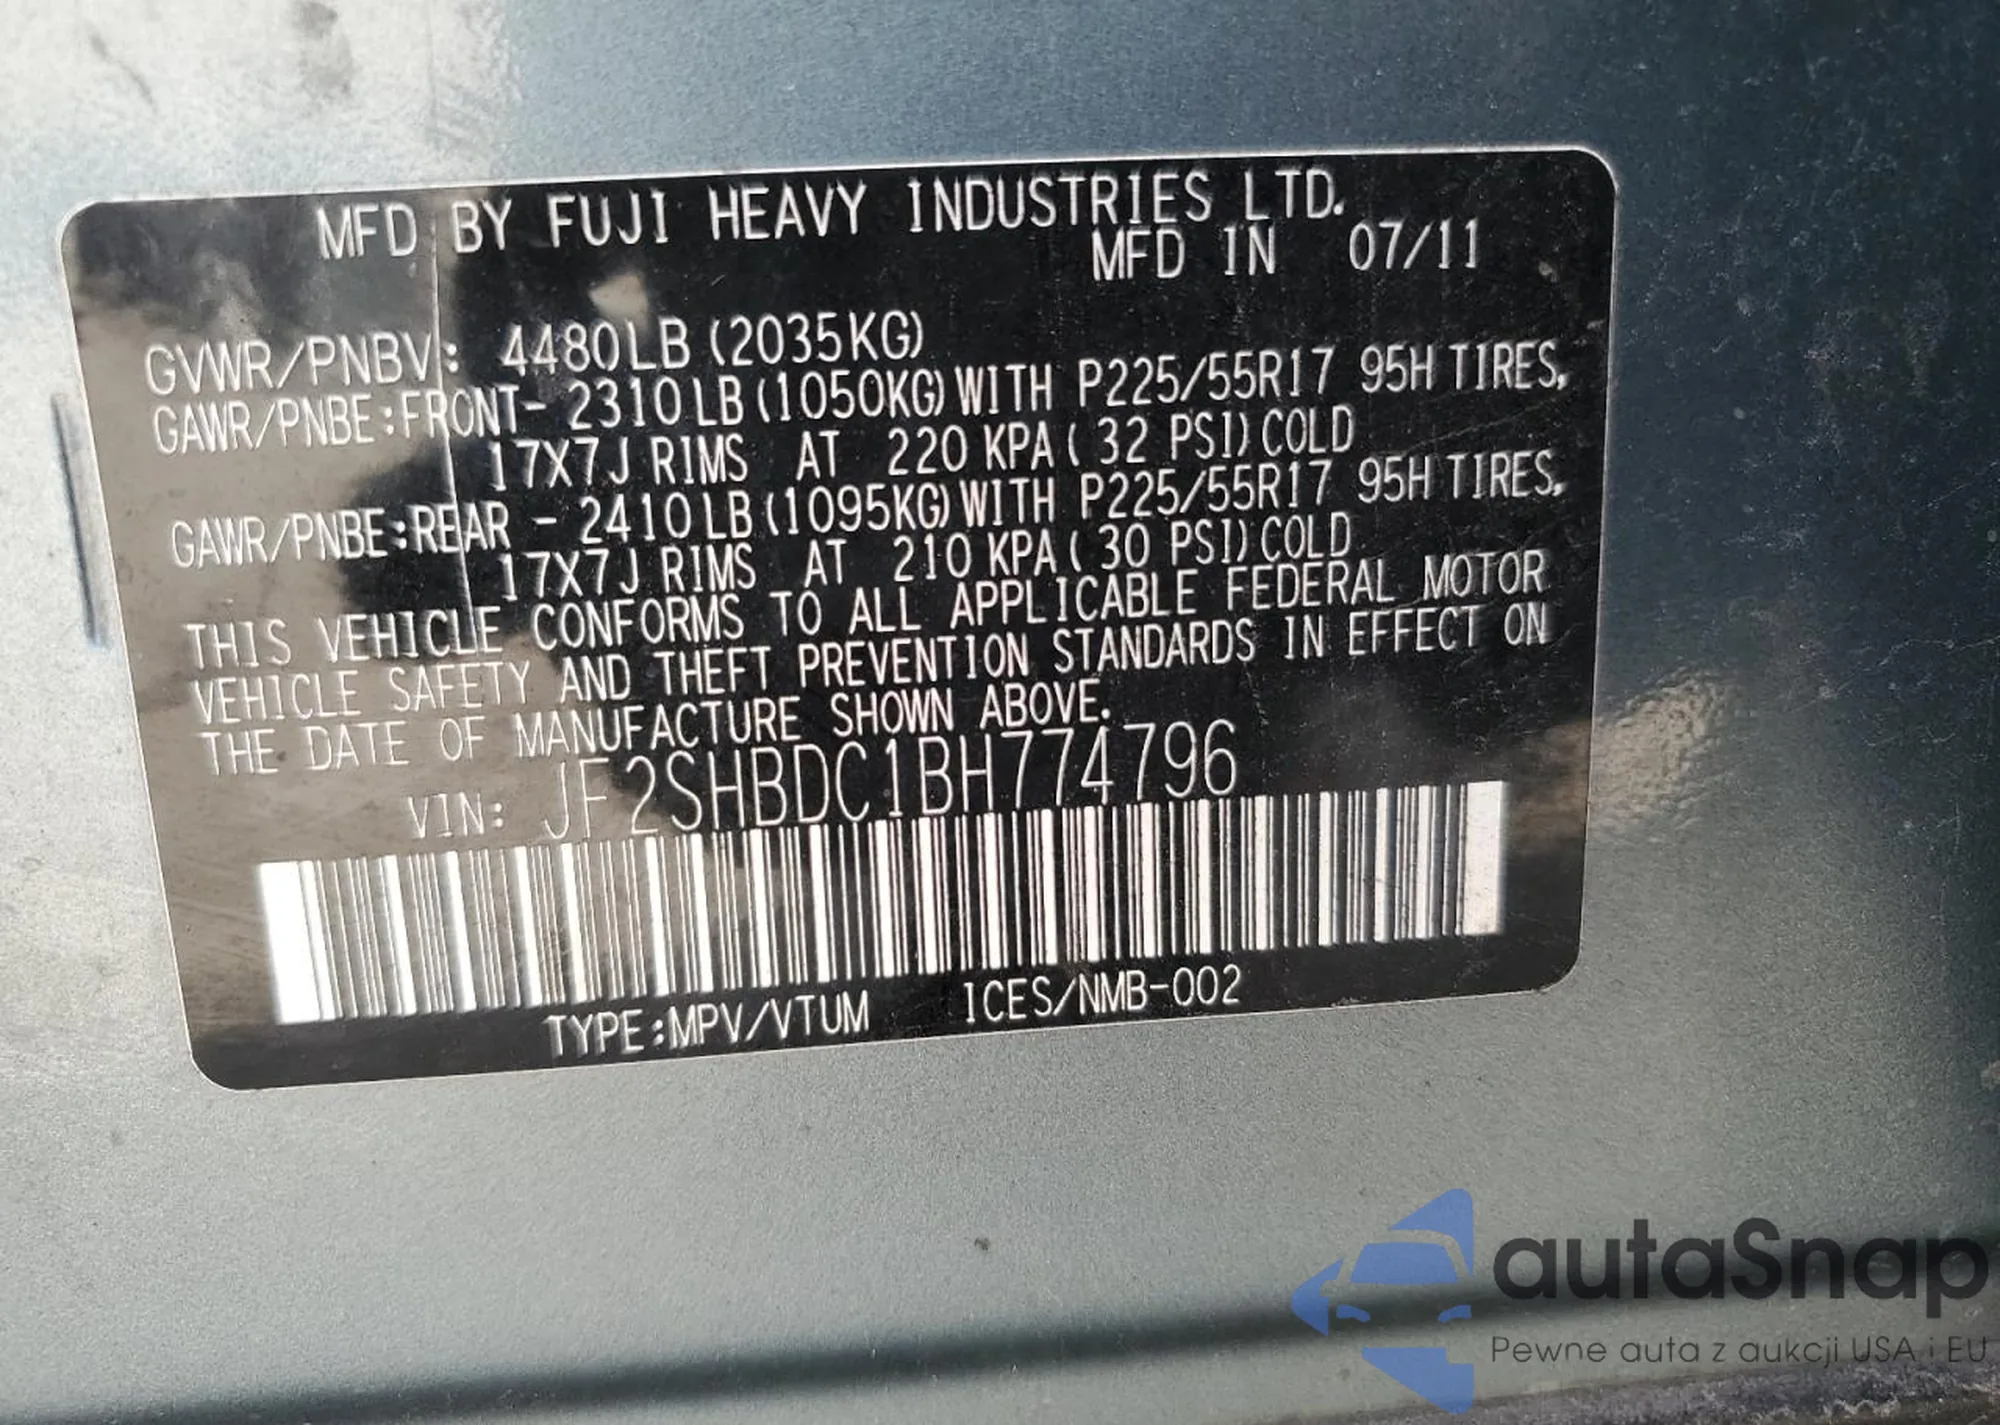 MFD BY FUJI HEAVY INDUSTRIES LTD.
MFD IN 07/11
GVWR/PNBV: 4480LB (2035KG)
GAWR/PNBE:FRONT- 2310LB(1050KG)WITH P225/55R17 95H TIRES,
17X7J RIMS AT 220 KPA( 32 PSI)COLD
GAWR/PNBE:REAR - 2410LB(1095KG)WITH P225/55R17 95H TIRES,
17X7J RIMS AT 210 KPA( 30 PSI)COLD
THIS VEHICLE CONFORMS TO ALL APPLICABLE FEDERAL MOTOR
VEHICLE SAFETY AND THEFT PREVENTION STANDARDS IN EFFECT ON
THE DATE OF MANUFACTURE SHOWN ABOVE.
VIN: JF2SHBDC1BH774796
TYPE:MPV/VTUM ICES/NMB-002
autaSnap
Pewne auta z aukcji USA i EU